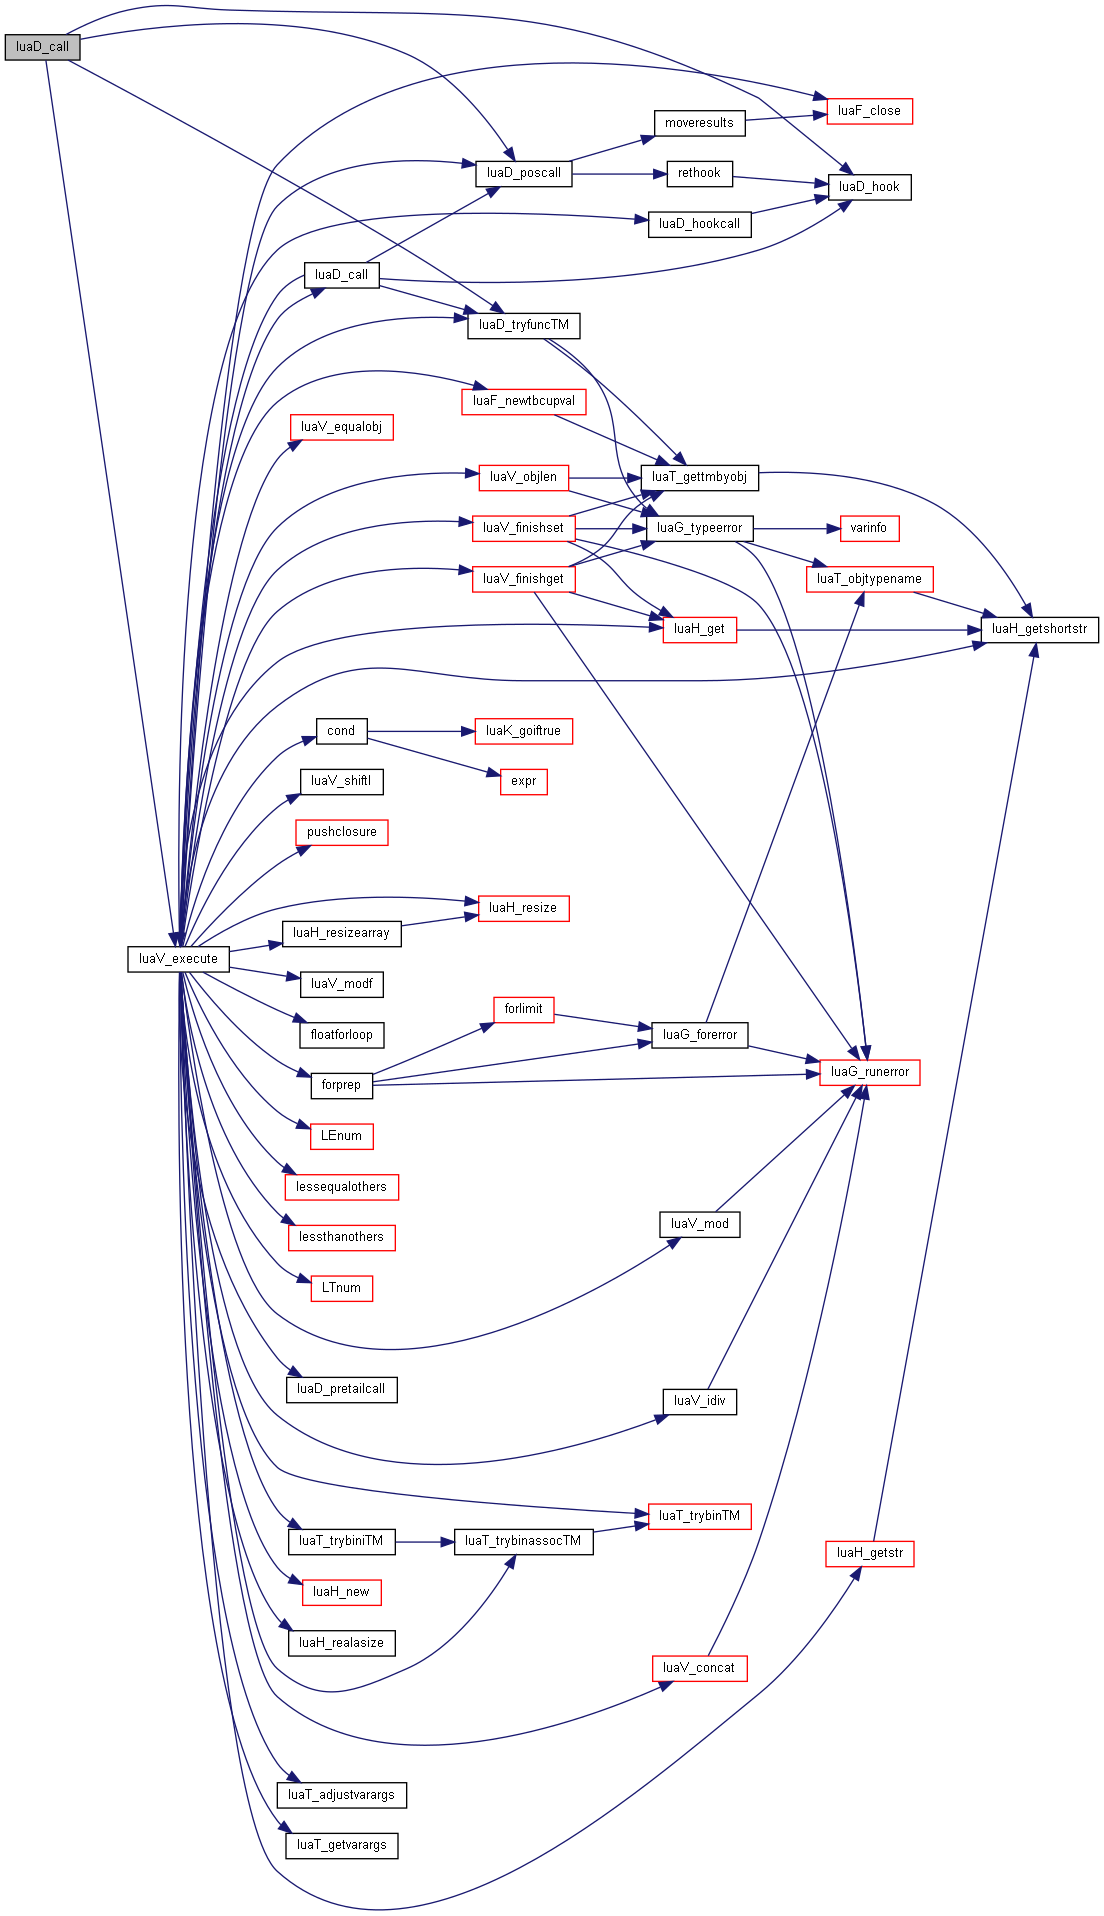 luaD_call
luaF_close
moveresults
luaD_poscall
rethook
luaD_hook
luaD_hookcall
luaD_call
luaD_tryfuncTM
luaF_newtbcupval
luaV_equalobj
luaV_objlen
luaT_gettmbyobj
luaV_finishset
luaG_typeerror
varinfo
luaV_finishget
luaT_objtypename
luaH_get
luaH_getshortstr
cond
luaK_goiftrue
luaV_shiftl
expr
pushclosure
luaH_resize
luaH_resizearray
luaV_execute
luaV_modf
forlimit
floatforloop
luaG_forerror
luaG_runerror
forprep
LEnum
lessequalothers
luaV_mod
lessthanothers
LTnum
luaD_pretailcall
luaV_idiv
luaT_trybinTM
luaT_trybiniTM
luaT_trybinassocTM
luaH_getstr
luaH_new
luaH_realasize
luaV_concat
luaT_adjustvarargs
luaT_getvarargs